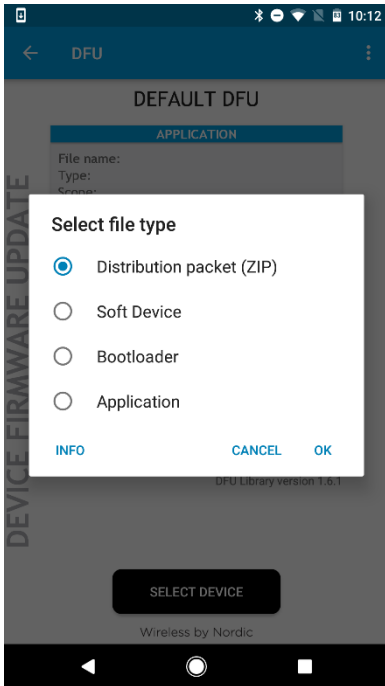 10:12
DFU
DEFAULT DFU
APPLICATION
File name:
Type:
Scope:
DEVICE FIRMWARE UPDATE
Select file type
Distribution packet (ZIP)
Soft Device
Bootloader
Application
INFO CANCEL OK
DFU Library version 1.6.1
SELECT DEVICE
Wireless by Nordic